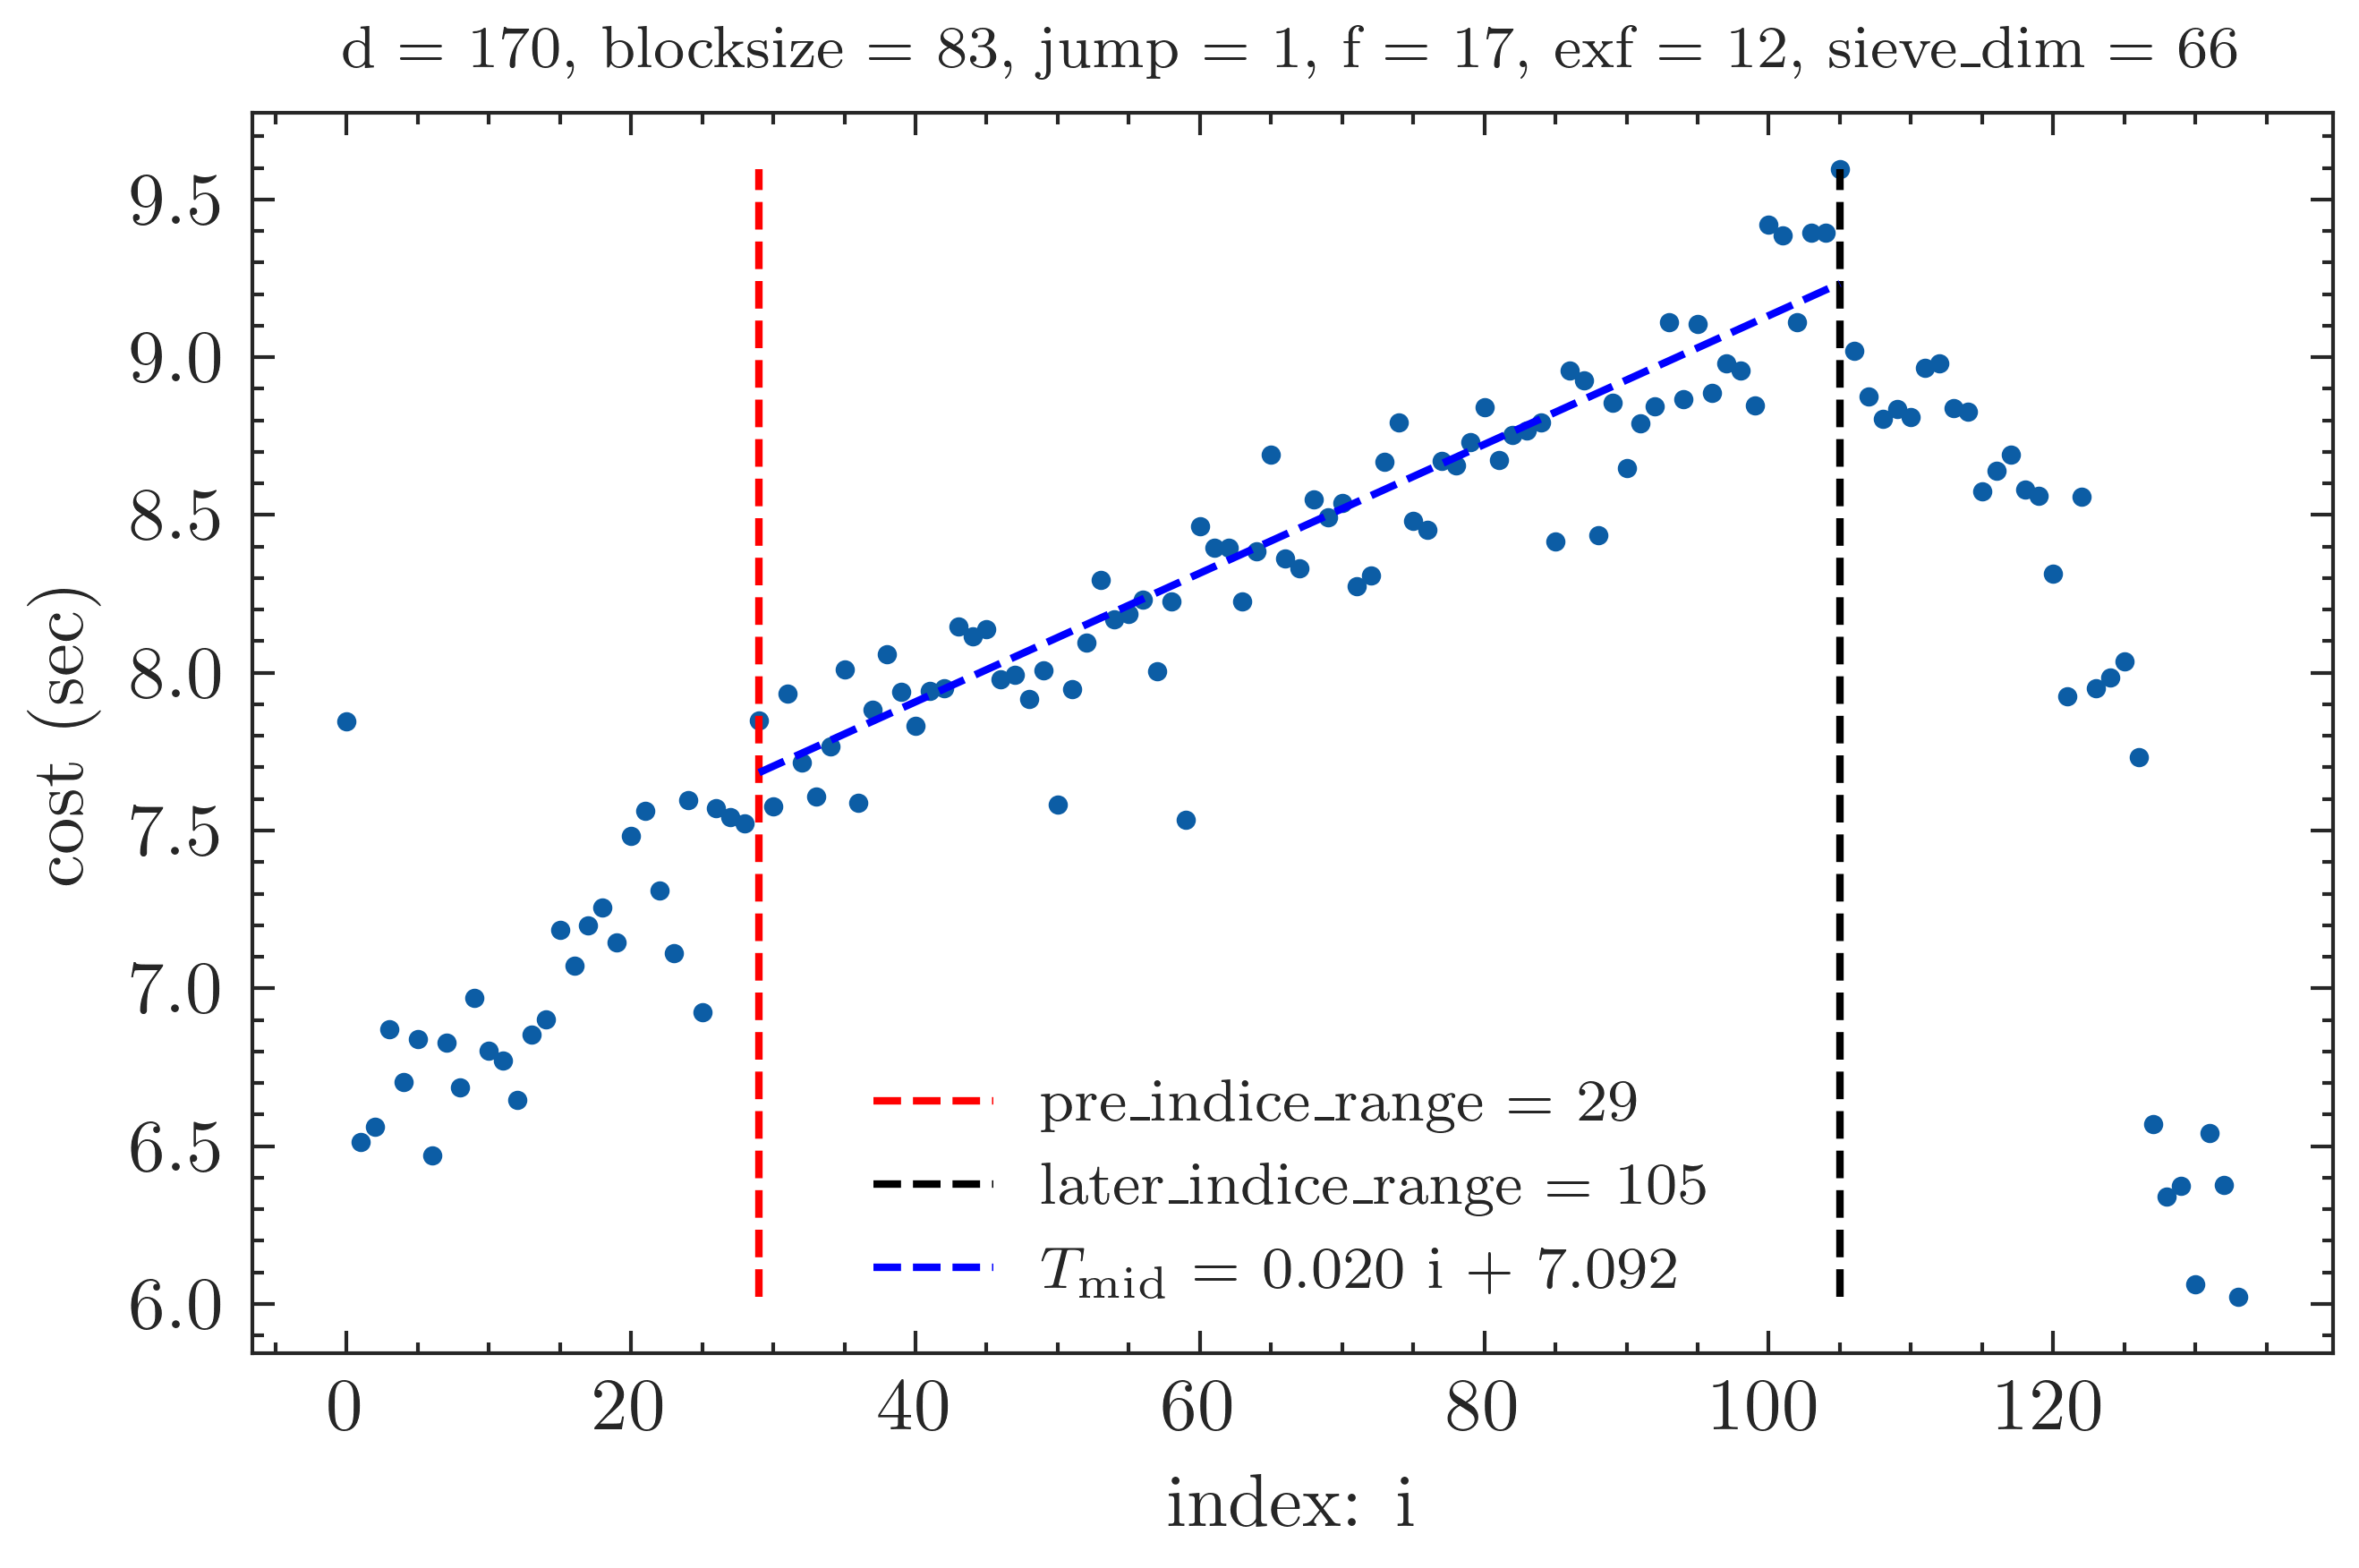 d = 170, blocksize = 83, jump = 1, f = 17, exf = 12, sieve_dim = 66
9.5
9.0
8.5
8.0
7.5
7.0
6.5
6.0
cost (sec)
pre_indice_range = 29
later_indice_range = 105
T_mid = 0.020 i + 7.092
0 20 40 60 80 100 120
index: i